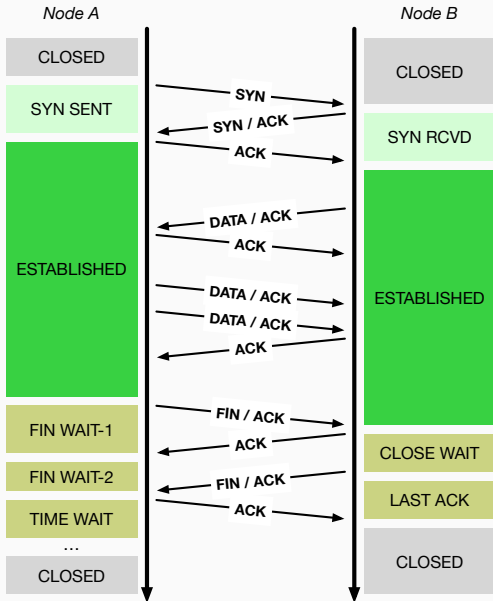 Node A
Node B
CLOSED
CLOSED
SYN
SYN SENT
SYN / ACK
SYN RCVD
ACK
DATA / ACK
ACK
ESTABLISHED
DATA / ACK
ESTABLISHED
DATA / ACK
ACK
FIN / ACK
FIN WAIT-1
ACK
CLOSE WAIT
FIN WAIT-2
FIN / ACK
LAST ACK
ACK
TIME WAIT
...
CLOSED
CLOSED